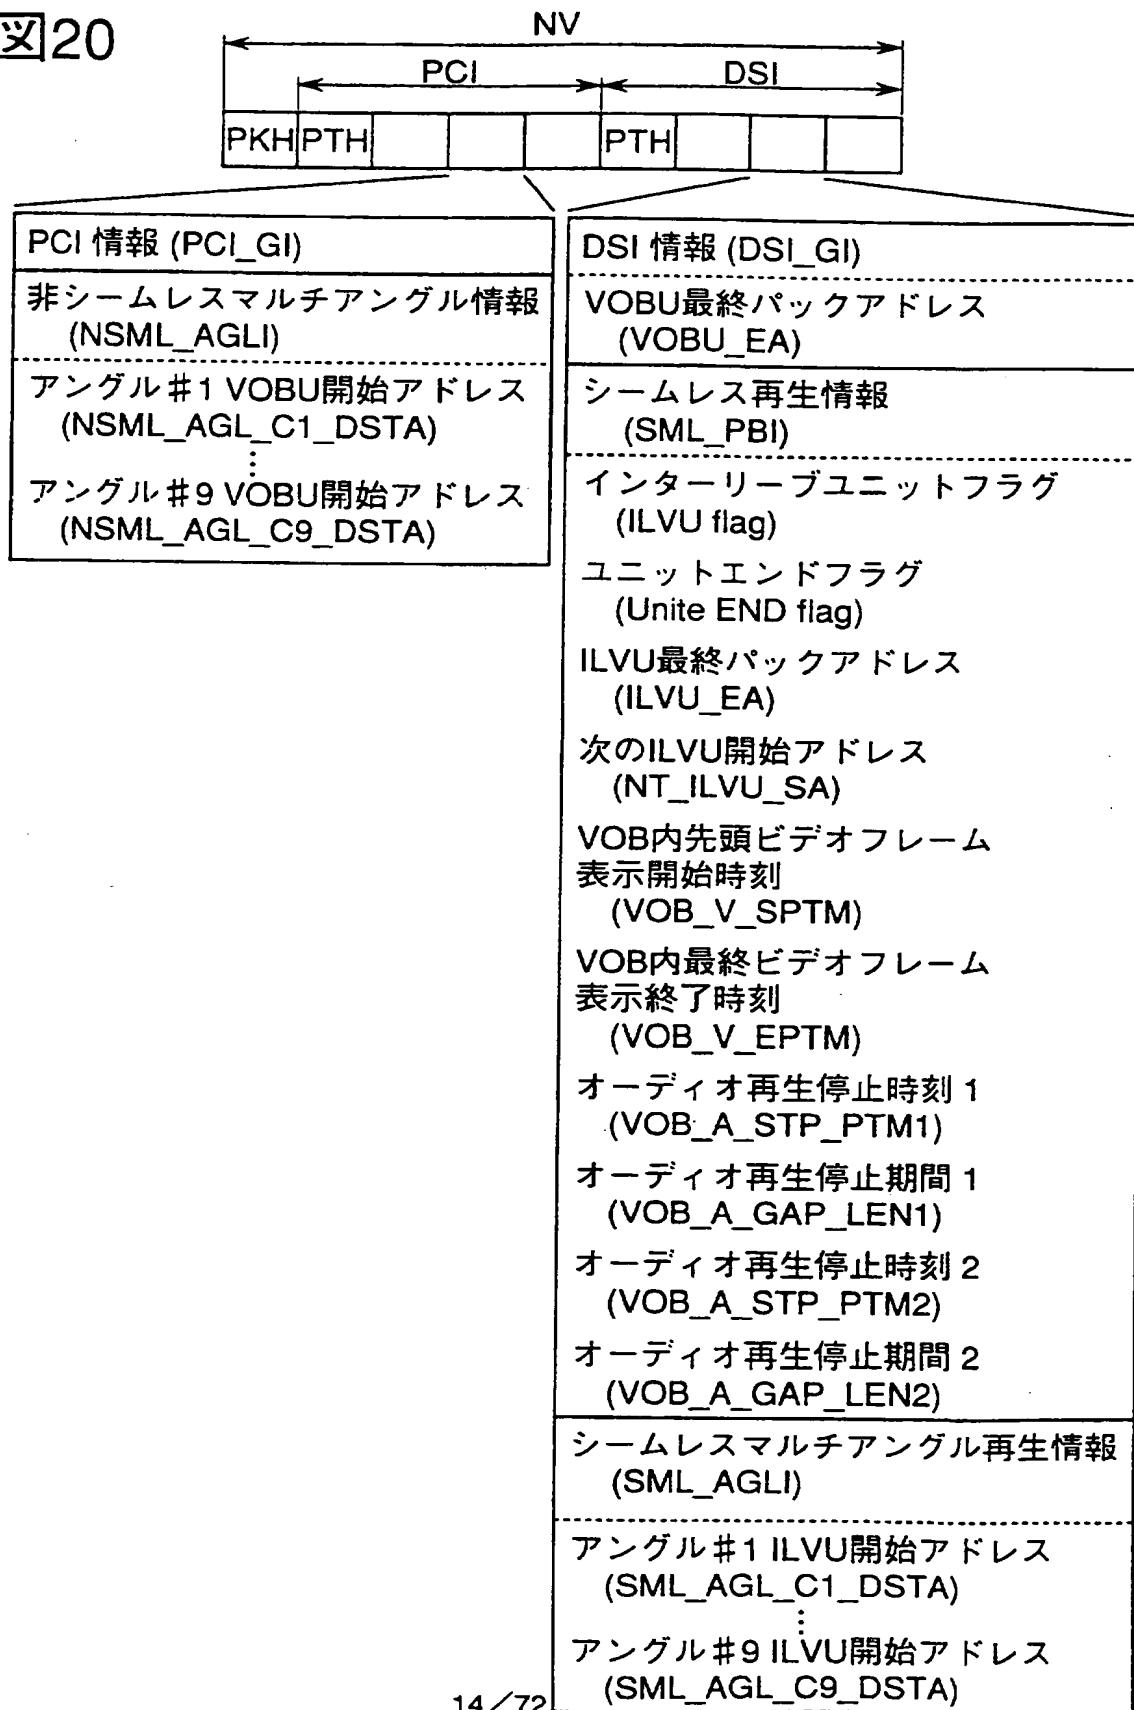 図20
NV
PCI
DSI
PKH PTH PTH
PCI 情報 (PCI_GI)
非シームレスマルチアングル情報
(NSML_AGLI)
アングル＃1 VOBU開始アドレス
(NSML_AGL_C1_DSTA)
⋮
アングル＃9 VOBU開始アドレス
(NSML_AGL_C9_DSTA)
DSI 情報 (DSI_GI)
VOBU最終パックアドレス
(VOBU_EA)
シームレス再生情報
(SML_PBI)
インターリーブユニットフラグ
(ILVU flag)
ユニットエンドフラグ
(Unite END flag)
ILVU最終パックアドレス
(ILVU_EA)
次のILVU開始アドレス
(NT_ILVU_SA)
VOB内先頭ビデオフレーム
表示開始時刻
(VOB_V_SPTM)
VOB内最終ビデオフレーム
表示終了時刻
(VOB_V_EPTM)
オーディオ再生停止時刻 1
(VOB_A_STP_PTM1)
オーディオ再生停止期間 1
(VOB_A_GAP_LEN1)
オーディオ再生停止時刻 2
(VOB_A_STP_PTM2)
オーディオ再生停止期間 2
(VOB_A_GAP_LEN2)
シームレスマルチアングル再生情報
(SML_AGLI)
アングル＃1 ILVU開始アドレス
(SML_AGL_C1_DSTA)
⋮
アングル＃9 ILVU開始アドレス
(SML_AGL_C9_DSTA)
14／72